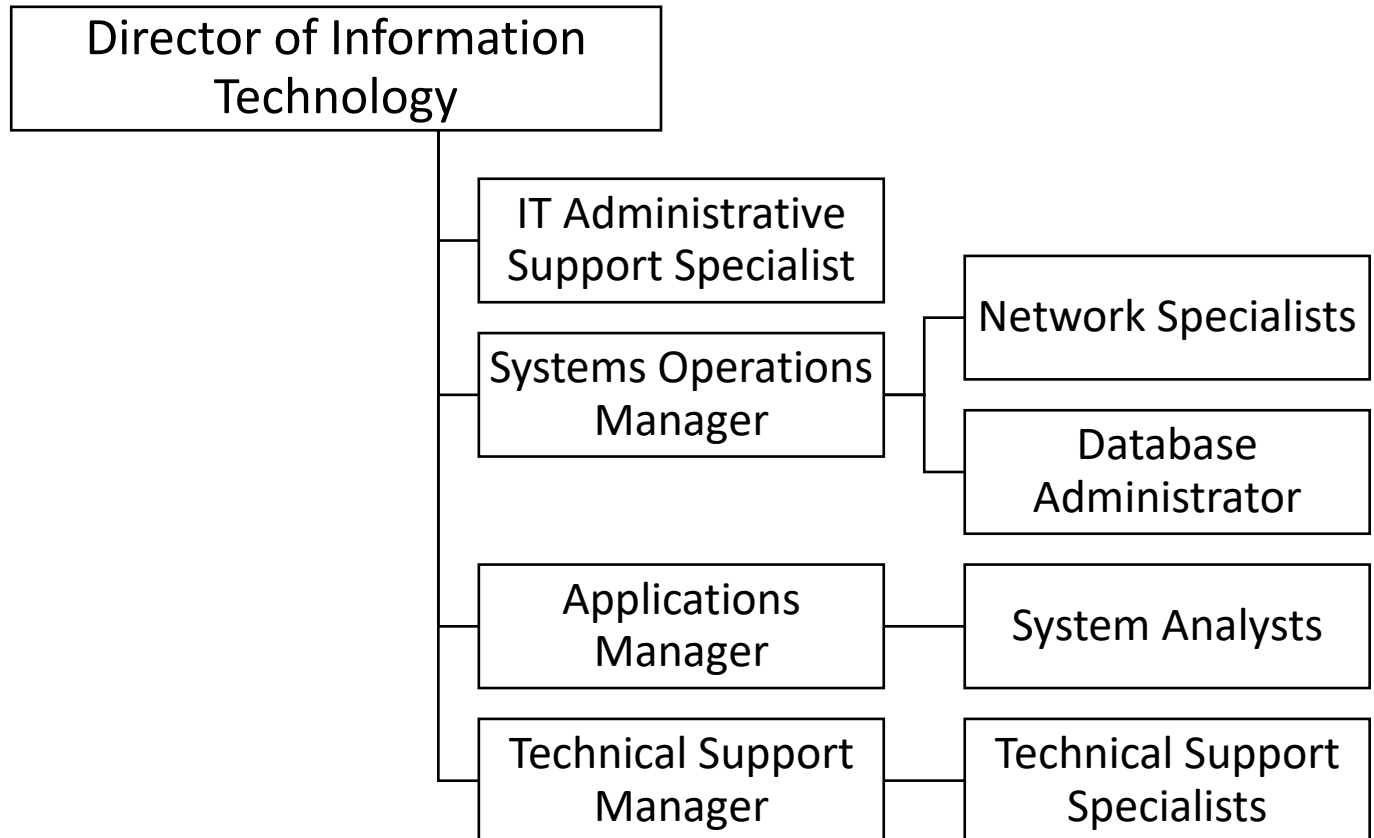 Director of Information
Technology
IT Administrative
Support Specialist
Systems Operations
Manager
Network Specialists
Database
Administrator
Applications
Manager
System Analysts
Technical Support
Manager
Technical Support
Specialists